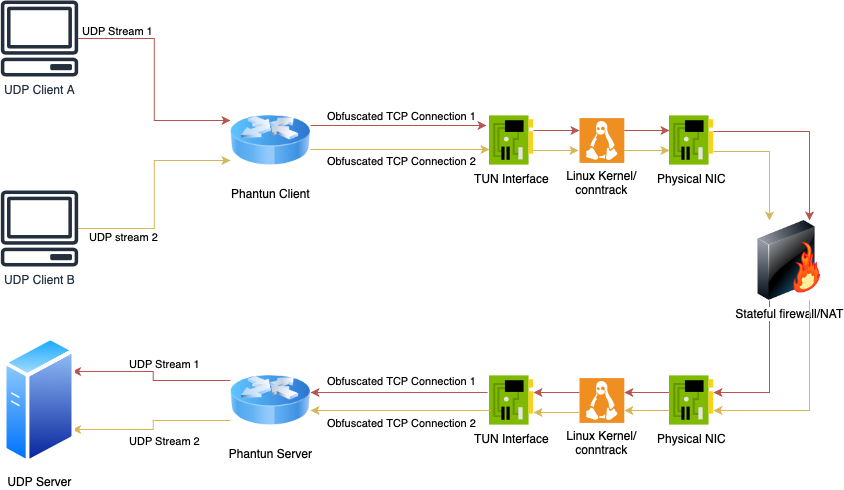 UDP Stream 1
UDP Client A
Obfuscated TCP Connection 1
Obfuscated TCP Connection 2
Phantun Client
TUN Interface
Linux Kernel/
conntrack
Physical NIC
UDP stream 2
UDP Client B
Stateful firewall/NAT
UDP Stream 1
Obfuscated TCP Connection 1
Obfuscated TCP Connection 2
UDP Stream 2
Phantun Server
TUN Interface
Linux Kernel/
conntrack
Physical NIC
UDP Server